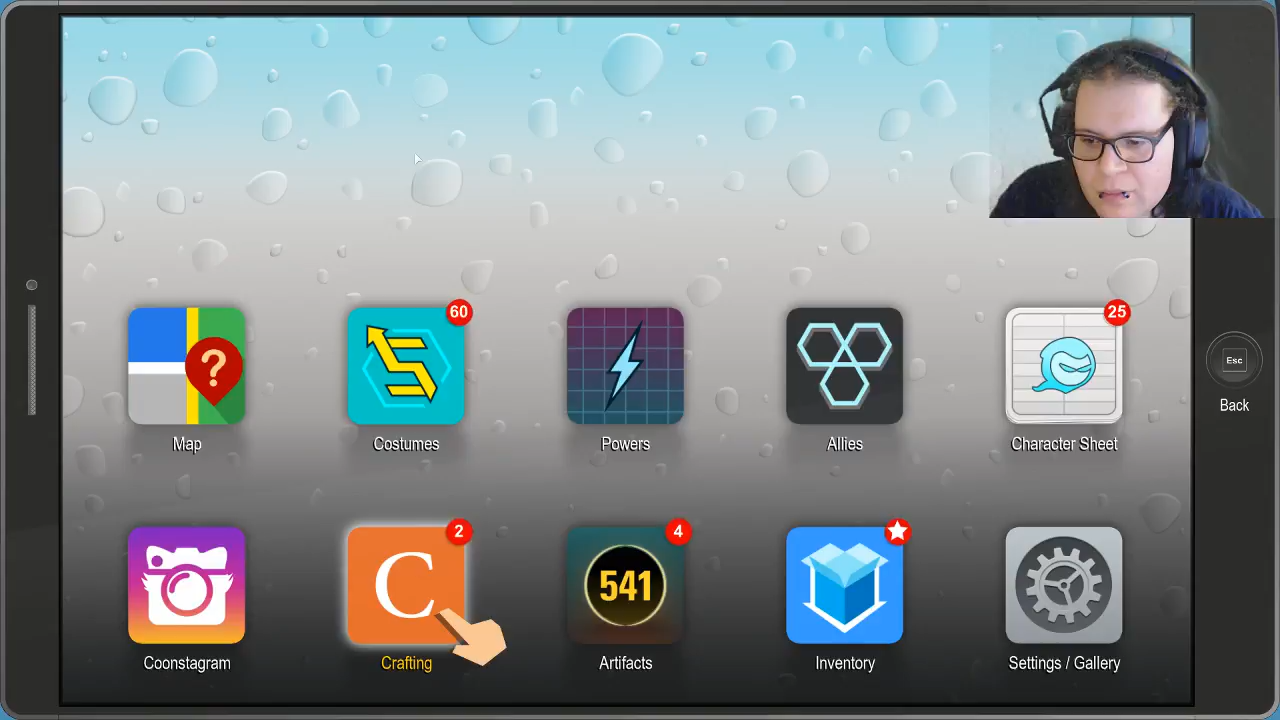 60
25
?
Esc
Map
Costumes
Powers
Allies
Character Sheet
Back
2
4
C
541
Coonstagram
Crafting
Artifacts
Inventory
Settings / Gallery